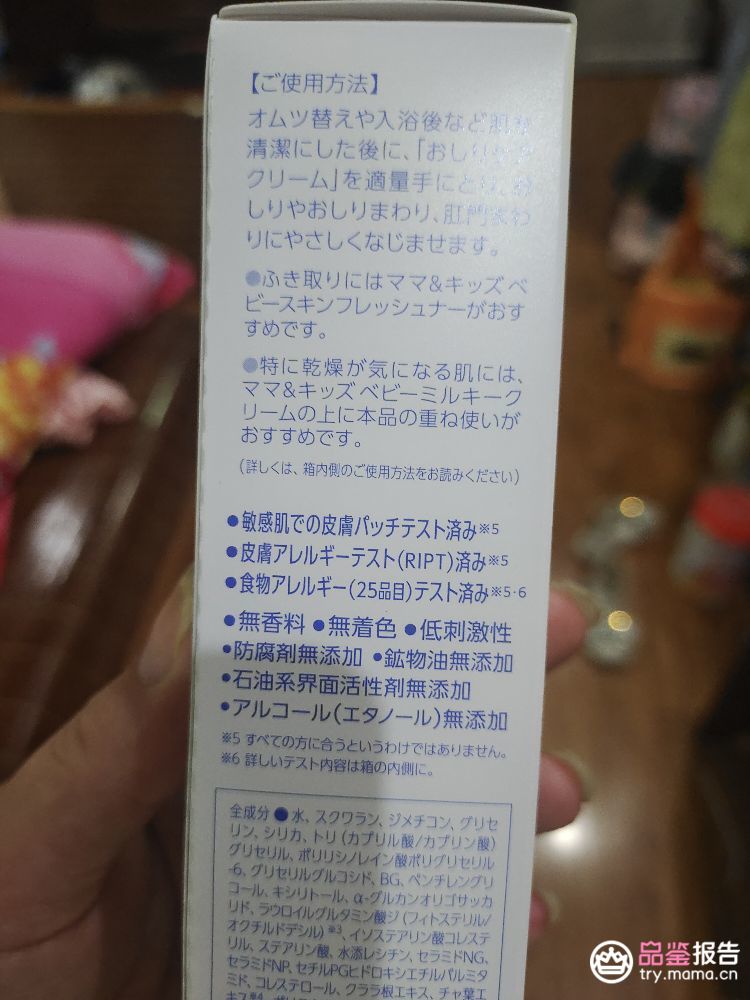 【ご使用方法】
オムツ替えや入浴後など肌を
清潔にした後に、「おしりケア
クリーム」を適量手にとり、お
しりやおしりまわり、肛門まわ
りにやさしくなじませます。
●ふき取りにはママ&キッズ ベ
ビースキンフレッシュナーがおす
すめです。
●特に乾燥が気になる肌には、
ママ&キッズ ベビーミルキーク
リームの上に本品の重ね使いが
おすすめです。
(詳しくは、箱内側のご使用方法をお読みください)
●敏感肌での皮膚パッチテスト済み※5
●皮膚アレルギーテスト(RIPT)済み※5
●食物アレルギー(25品目)テスト済み※5・6
●無香料 ●無着色 ●低刺激性
●防腐剤無添加 ●鉱物油無添加
●石油系界面活性剤無添加
●アルコール(エタノール)無添加
※5 すべての方に合うというわけではありません。
※6 詳しいテスト内容は箱の内側に。
全成分 ●水、スクワラン、ジメチコン、グリセ
リン、シリカ、トリ(カプリル酸/カプリン酸)
グリセリル、ポリリシノレイン酸ポリグリセリル
-6、グリセリルグルコシド、BG、ペンチレングリ
コール、キシリトール、α-グルカンオリゴサッカ
リド、ラウロイルグルタミン酸ジ(フィトステリル/
オクチルドデシル)※3、イソステアリン酸コレステ
リル、ステアリン酸、水添レシチン、セラミドNG、
セラミドNP、セチルPGヒドロキシエチルパルミタ
ミド、コレステロール、クララ根エキス、チャ葉エ
品鉴报告
try.mama.cn